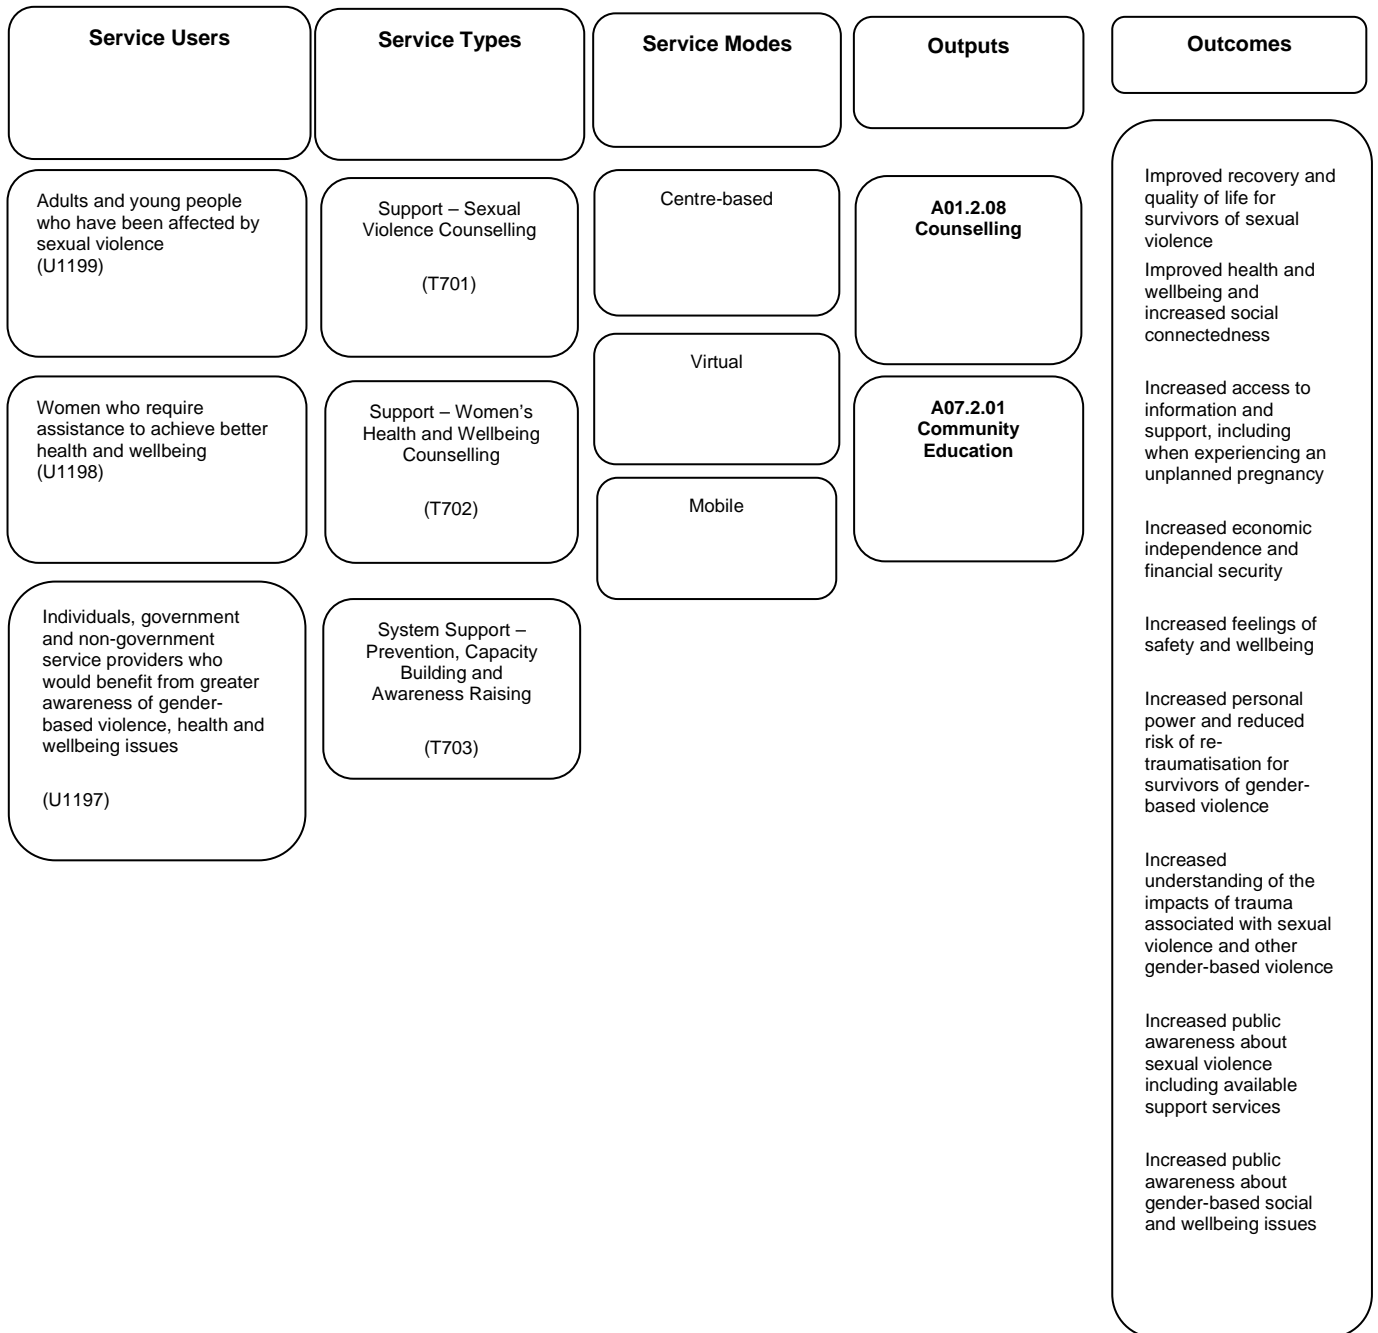 Service Users
Service Types
Service Modes
Outputs
Outcomes
Adults and young people
who have been affected by
sexual violence
(U1199)
Support – Sexual
Violence Counselling
(T701)
Centre-based
A01.2.08
Counselling
Virtual
Women who require
assistance to achieve better
health and wellbeing
(U1198)
Support – Women’s
Health and Wellbeing
Counselling
(T702)
A07.2.01
Community
Education
Mobile
Individuals, government
and non-government
service providers who
would benefit from greater
awareness of gender-
based violence, health and
wellbeing issues
(U1197)
System Support –
Prevention, Capacity
Building and
Awareness Raising
(T703)
Improved recovery and
quality of life for
survivors of sexual
violence
Improved health and
wellbeing and
increased social
connectedness
Increased access to
information and
support, including
when experiencing an
unplanned pregnancy
Increased economic
independence and
financial security
Increased feelings of
safety and wellbeing
Increased personal
power and reduced
risk of re-
traumatisation for
survivors of gender-
based violence
Increased
understanding of the
impacts of trauma
associated with sexual
violence and other
gender-based violence
Increased public
awareness about
sexual violence
including available
support services
Increased public
awareness about
gender-based social
and wellbeing issues